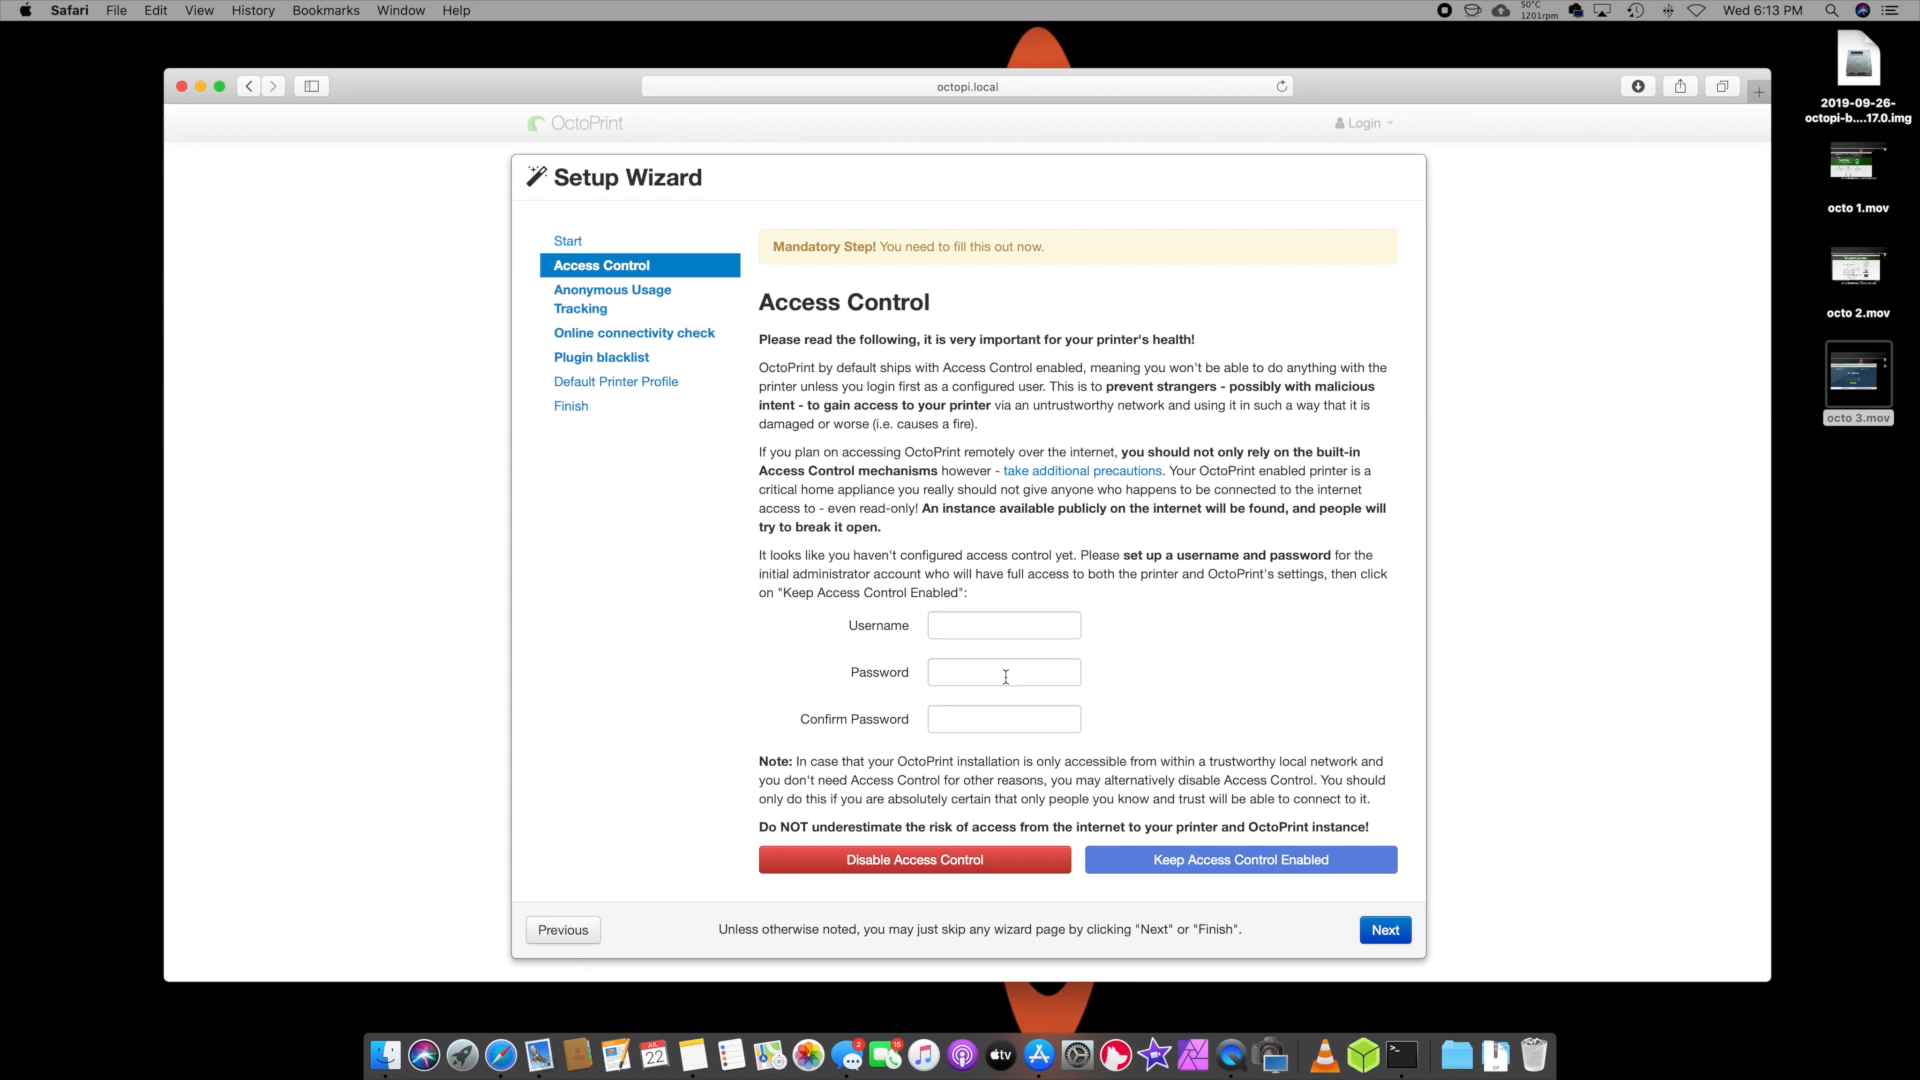 Safari File Edit View History Bookmarks Window Help
50°C
1201rpm
Wed 6:13 PM
octopi.local
OctoPrint
Login
Setup Wizard
Start
Access Control
Anonymous Usage
Tracking
Online connectivity check
Plugin blacklist
Default Printer Profile
Finish
Mandatory Step! You need to fill this out now.
Access Control
Please read the following, it is very important for your printer's health!
OctoPrint by default ships with Access Control enabled, meaning you won't be able to do anything with the
printer unless you login first as a configured user. This is to prevent strangers - possibly with malicious
intent - to gain access to your printer via an untrustworthy network and using it in such a way that it is
damaged or worse (i.e. causes a fire).
If you plan on accessing OctoPrint remotely over the internet, you should not only rely on the built-in
Access Control mechanisms however - take additional precautions. Your OctoPrint enabled printer is a
critical home appliance you really should not give anyone who happens to be connected to the internet
access to - even read-only! An instance available publicly on the internet will be found, and people will
try to break it open.
It looks like you haven't configured access control yet. Please set up a username and password for the
initial administrator account who will have full access to both the printer and OctoPrint's settings, then click
on "Keep Access Control Enabled":
Username
Password
Confirm Password
Note: In case that your OctoPrint installation is only accessible from within a trustworthy local network and
you don't need Access Control for other reasons, you may alternatively disable Access Control. You should
only do this if you are absolutely certain that only people you know and trust will be able to connect to it.
Do NOT underestimate the risk of access from the internet to your printer and OctoPrint instance!
Disable Access Control
Keep Access Control Enabled
Previous
Unless otherwise noted, you may just skip any wizard page by clicking "Next" or "Finish".
Next
2019-09-26-
octopi-b....17.0.img
octo 1.mov
octo 2.mov
octo 3.mov
JUL
22
2
15
tv